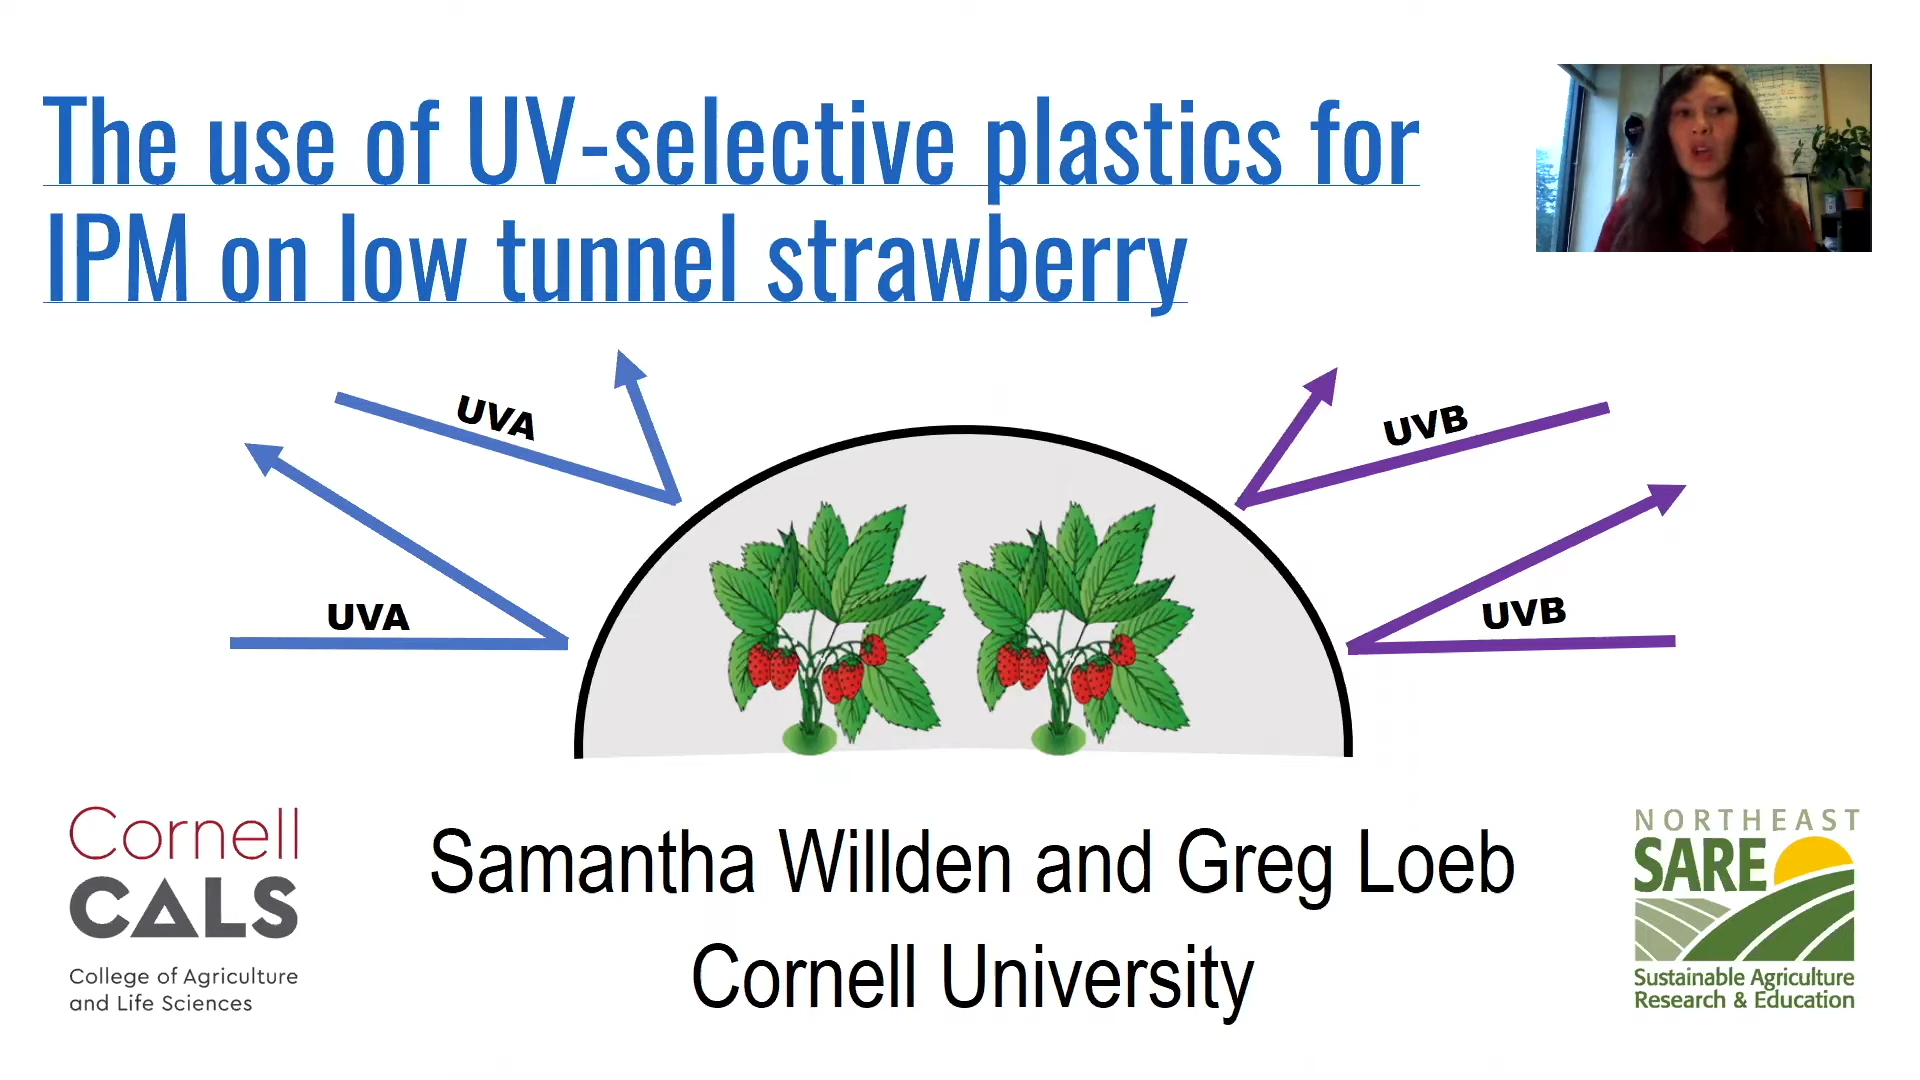 The use of UV-selective plastics for
IPM on low tunnel strawberry
UVA
UVB
UVA
UVB
Samantha Willden and Greg Loeb
Cornell University
Cornell
CALS
College of Agriculture
and Life Sciences
NORTHEAST
SARE
Sustainable Agriculture
Research & Education